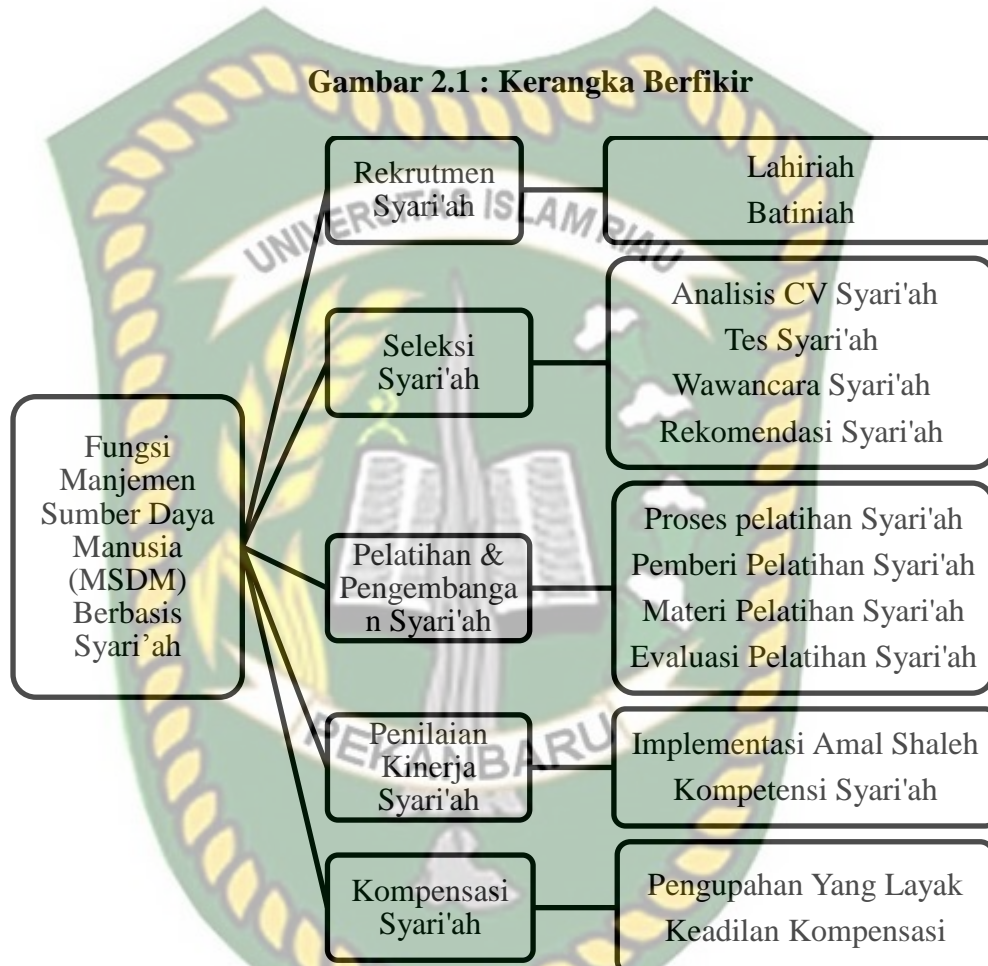 Gambar 2.1 : Kerangka Berfikir
Fungsi
Manjemen
Sumber Daya
Manusia
(MSDM)
Berbasis
Syari’ah
Rekrutmen
Syari'ah
Lahiriah
Batiniah
Seleksi
Syari'ah
Analisis CV Syari'ah
Tes Syari'ah
Wawancara Syari'ah
Rekomendasi Syari'ah
Pelatihan &
Pengembanga
n Syari'ah
Proses pelatihan Syari'ah
Pemberi Pelatihan Syari'ah
Materi Pelatihan Syari'ah
Evaluasi Pelatihan Syari'ah
Penilaian
Kinerja
Syari'ah
Implementasi Amal Shaleh
Kompetensi Syari'ah
Kompensasi
Syari'ah
Pengupahan Yang Layak
Keadilan Kompensasi
UNIVERSITAS ISLAM RIAU
PEKANBARU